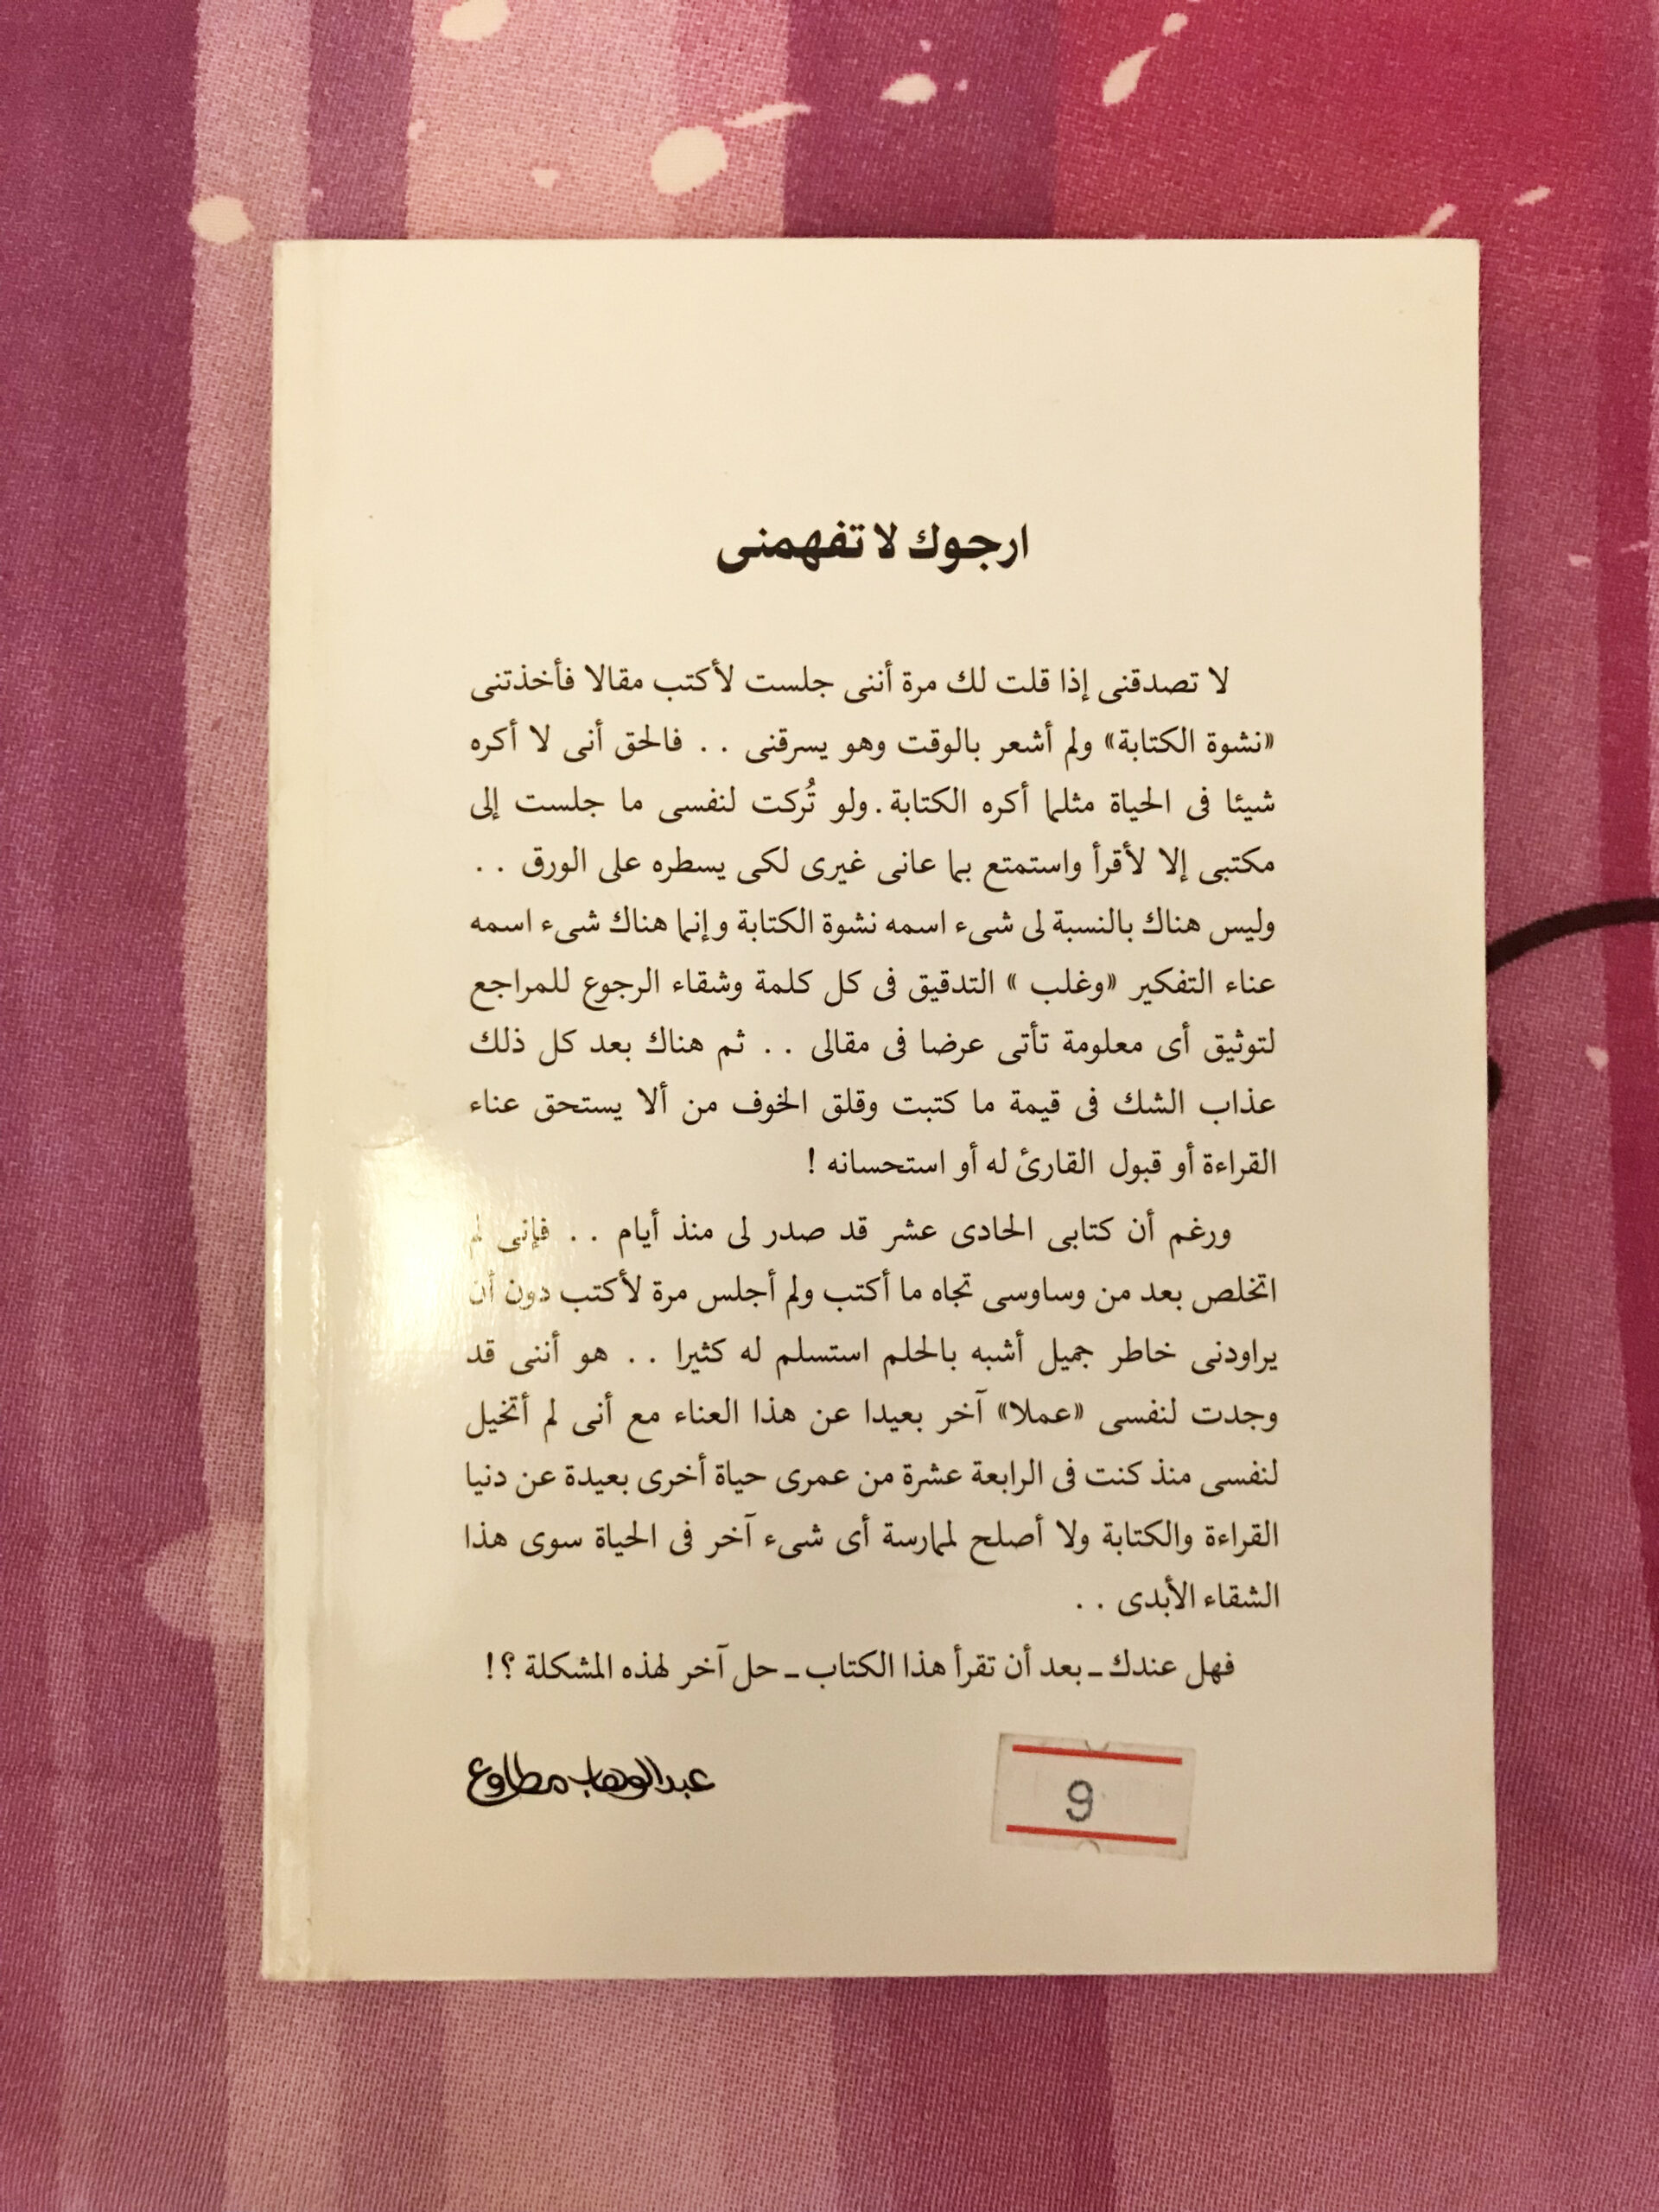 ارجوك لا تفهمنى
لا تصدقنى إذا قلت لك مرة أننى جلست لأكتب مقالا فأخذتنى
«نشوة الكتابة» ولم أشعر بالوقت وهو يسرقنى . . فالحق أنى لا أكره
شيئا فى الحياة مثلما أكره الكتابة . ولو تُركت لنفسى ما جلست إلى
مكتبى إلا لأقرأ واستمتع بما عانى غيرى لكى يسطره على الورق . .
وليس هناك بالنسبة لى شىء اسمه نشوة الكتابة وإنما هناك شىء اسمه
عناء التفكير «وغلب » التدقيق فى كل كلمة وشقاء الرجوع للمراجع
لتوثيق أى معلومة تأتى عرضا فى مقالى . . ثم هناك بعد كل ذلك
عذاب الشك فى قيمة ما كتبت وقلق الخوف من ألا يستحق عناء
القراءة أو قبول القارئ له أو استحسانه !
ورغم أن كتابى الحادى عشر قد صدر لى منذ أيام . . فإنى لم
اتخلص بعد من وساوسى تجاه ما أكتب ولم أجلس مرة لأكتب دون أن
يراودنى خاطر جميل أشبه بالحلم استسلم له كثيرا . . هو أننى قد
وجدت لنفسى «عملا» آخر بعيدا عن هذا العناء مع أنى لم أتخيل
لنفسى منذ كنت فى الرابعة عشرة من عمرى حياة أخرى بعيدة عن دنيا
القراءة والكتابة ولا أصلح لممارسة أى شىء آخر فى الحياة سوى هذا
الشقاء الأبدى . .
فهل عندك ـ بعد أن تقرأ هذا الكتاب ـ حل آخر لهذه المشكلة ؟!
عبدالوهاب مطاوع
9